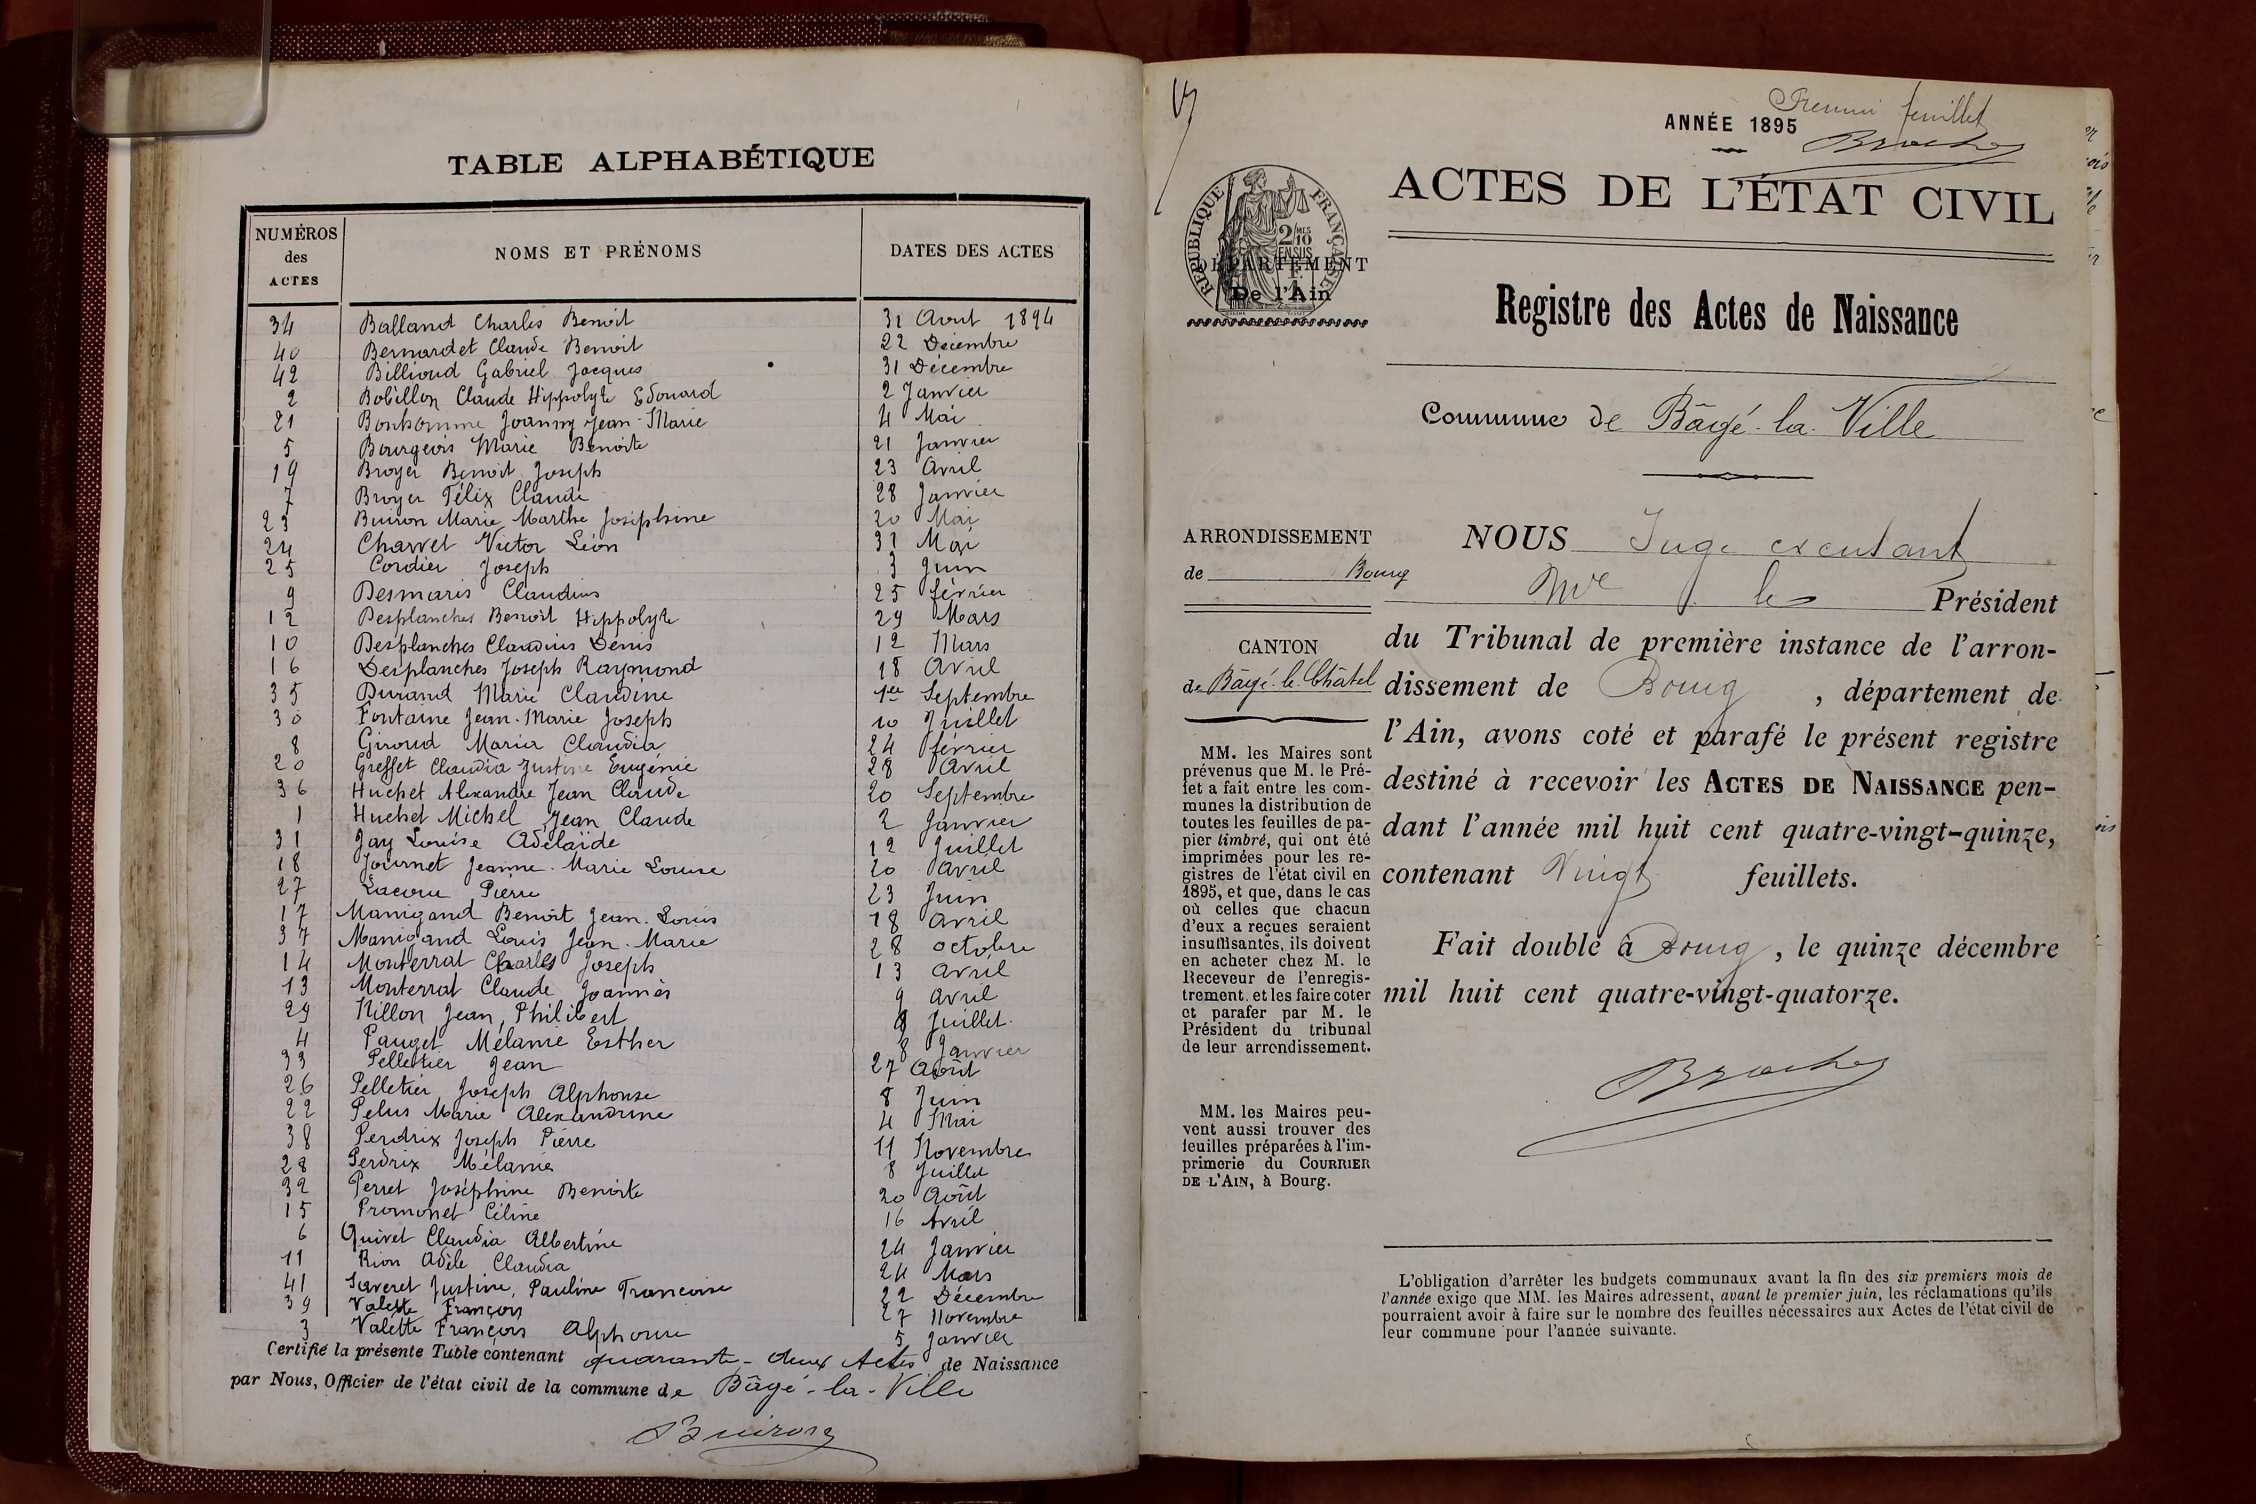 TABLE ALPHABÉTIQUE
NUMÉROS des ACTES NOMS ET PRÉNOMS DATES DES ACTES
34 Balland Charles Benoit 31 Aout 1894
40 Bernardet Claude Benoit 22 Décembre
42 Billioud Gabriel Jacques 31 Décembre
2 Bobillon Claude Hippolyte Edouard 2 Janvier
21 Bonhomme Joanny Jean-Marie 4 Mai
5 Bourgeois Marie Benoite 21 Janvier
19 Broyer Benoit Joseph 23 Avril
7 Broyer Félix Claude 28 Janvier
23 Buiron Marie Marthe Joséphine 20 Mai
24 Charvet Victor Léon 31 Mai
25 Cordier Joseph 3 Juin
9 Desmaris Claudius 25 février
12 Desplanches Benoit Hippolyte 29 Mars
10 Desplanches Claudius Denis 12 Mars
16 Desplanches Joseph Raymond 18 Avril
35 Durand Marie Claudine 1er Septembre
30 Fontaine Jean-Marie Joseph 10 Juillet
8 Giroud Maria Claudia 24 février
20 Greffet Claudia Justine Eugénie 28 Avril
36 Huchet Alexandre Jean Claude 20 Septembre
1 Huchet Michel Jean Claude 2 Janvier
31 Jay Louise Adélaïde 12 Juillet
18 Journet Jeanne-Marie Louise 20 Avril
27 Lacour Pierre 23 Juin
17 Manigand Benoit Jean-Louis 18 Avril
37 Manigand Louis Jean-Marie 28 octobre
14 Monterrat Charles Joseph 13 Avril
13 Monterrat Claude Joannès 9 Avril
29 Nillon Jean, Philibert 8 Juillet
4 Pauget Mélanie Esther 8 Janvier
33 Pelletier Jean 27 Août
26 Pelletier Joseph Alphonse 8 Juin
22 Pelus Marie Alexandrine 4 Mai
38 Perdrix Joseph Pierre 11 Novembre
28 Perdrix Mélanie 8 Juillet
32 Perret Joséphine Benoite 20 Août
15 Promonet Céline 16 Avril
6 Quivet Claudia Albertine 24 Janvier
11 Rion Adèle Claudia 24 Mars
41 Saveret Justine, Pauline Francoise 22 Décembre
39 Valette François 27 Novembre
3 Valette François Alphonse 5 Janvier
Certifié la présente Table contenant quarante-deux Actes de Naissance
par Nous, Officier de l'état civil de la commune de Bâgé-la-Ville
Buiron
Premier feuillet
ANNÉE 1895
Broch
ACTES DE L'ÉTAT CIVIL
RÉPUBLIQUE FRANÇAISE
2/10 EN SUS
DÉPARTEMENT
De l'Ain
Registre des Actes de Naissance
Commune de Bâgé-la-Ville
ARRONDISSEMENT
de Bourg
CANTON
de Bâgé-le-Châtel
MM. les Maires sont
prévenus que M. le Pré-
fet a fait entre les com-
munes la distribution de
toutes les feuilles de pa-
pier timbré, qui ont été
imprimées pour les re-
gistres de l'état civil en
1895, et que, dans le cas
où celles que chacun
d'eux a reçues seraient
insuffisantes, ils doivent
en acheter chez M. le
Receveur de l'enregis-
trement, et les faire coter
et parafer par M. le
Président du tribunal
de leur arrondissement.
MM. les Maires peu-
vent aussi trouver des
feuilles préparées à l'im-
primerie du COURRIER
DE L'AIN, à Bourg.
NOUS Juge
le Président
du Tribunal de première instance de l'arron-
dissement de Bourg, département de
l'Ain, avons coté et parafé le présent registre
destiné à recevoir les ACTES DE NAISSANCE pen-
dant l'année mil huit cent quatre-vingt-quinze,
contenant Vingt feuillets.
Fait double à Bourg, le quinze décembre
mil huit cent quatre-vingt-quatorze.
Broch
L'obligation d'arrêter les budgets communaux avant la fin des six premiers mois de
l'année exige que MM. les Maires adressent, avant le premier juin, les réclamations qu'ils
pourraient avoir à faire sur le nombre des feuilles nécessaires aux Actes de l'état civil de
leur commune pour l'année suivante.